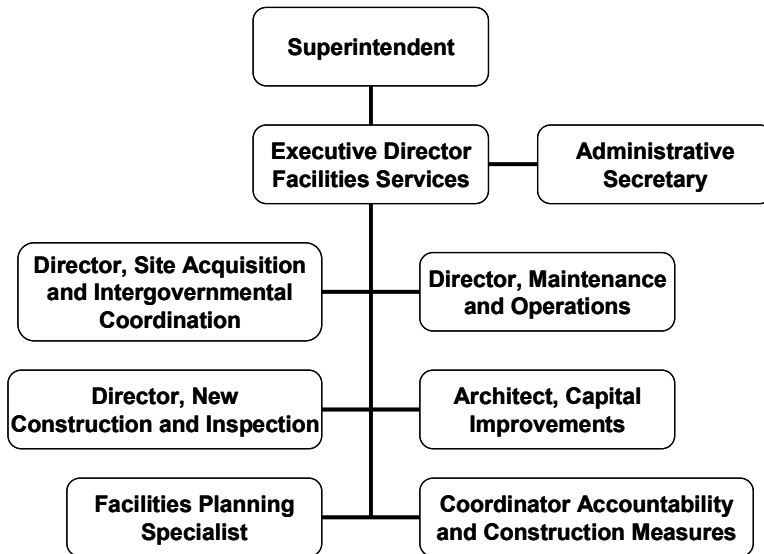 Superintendent
Executive Director
Facilities Services
Administrative
Secretary
Director, Site Acquisition
and Intergovernmental
Coordination
Director, Maintenance
and Operations
Director, New
Construction and Inspection
Architect, Capital
Improvements
Facilities Planning
Specialist
Coordinator Accountability
and Construction Measures